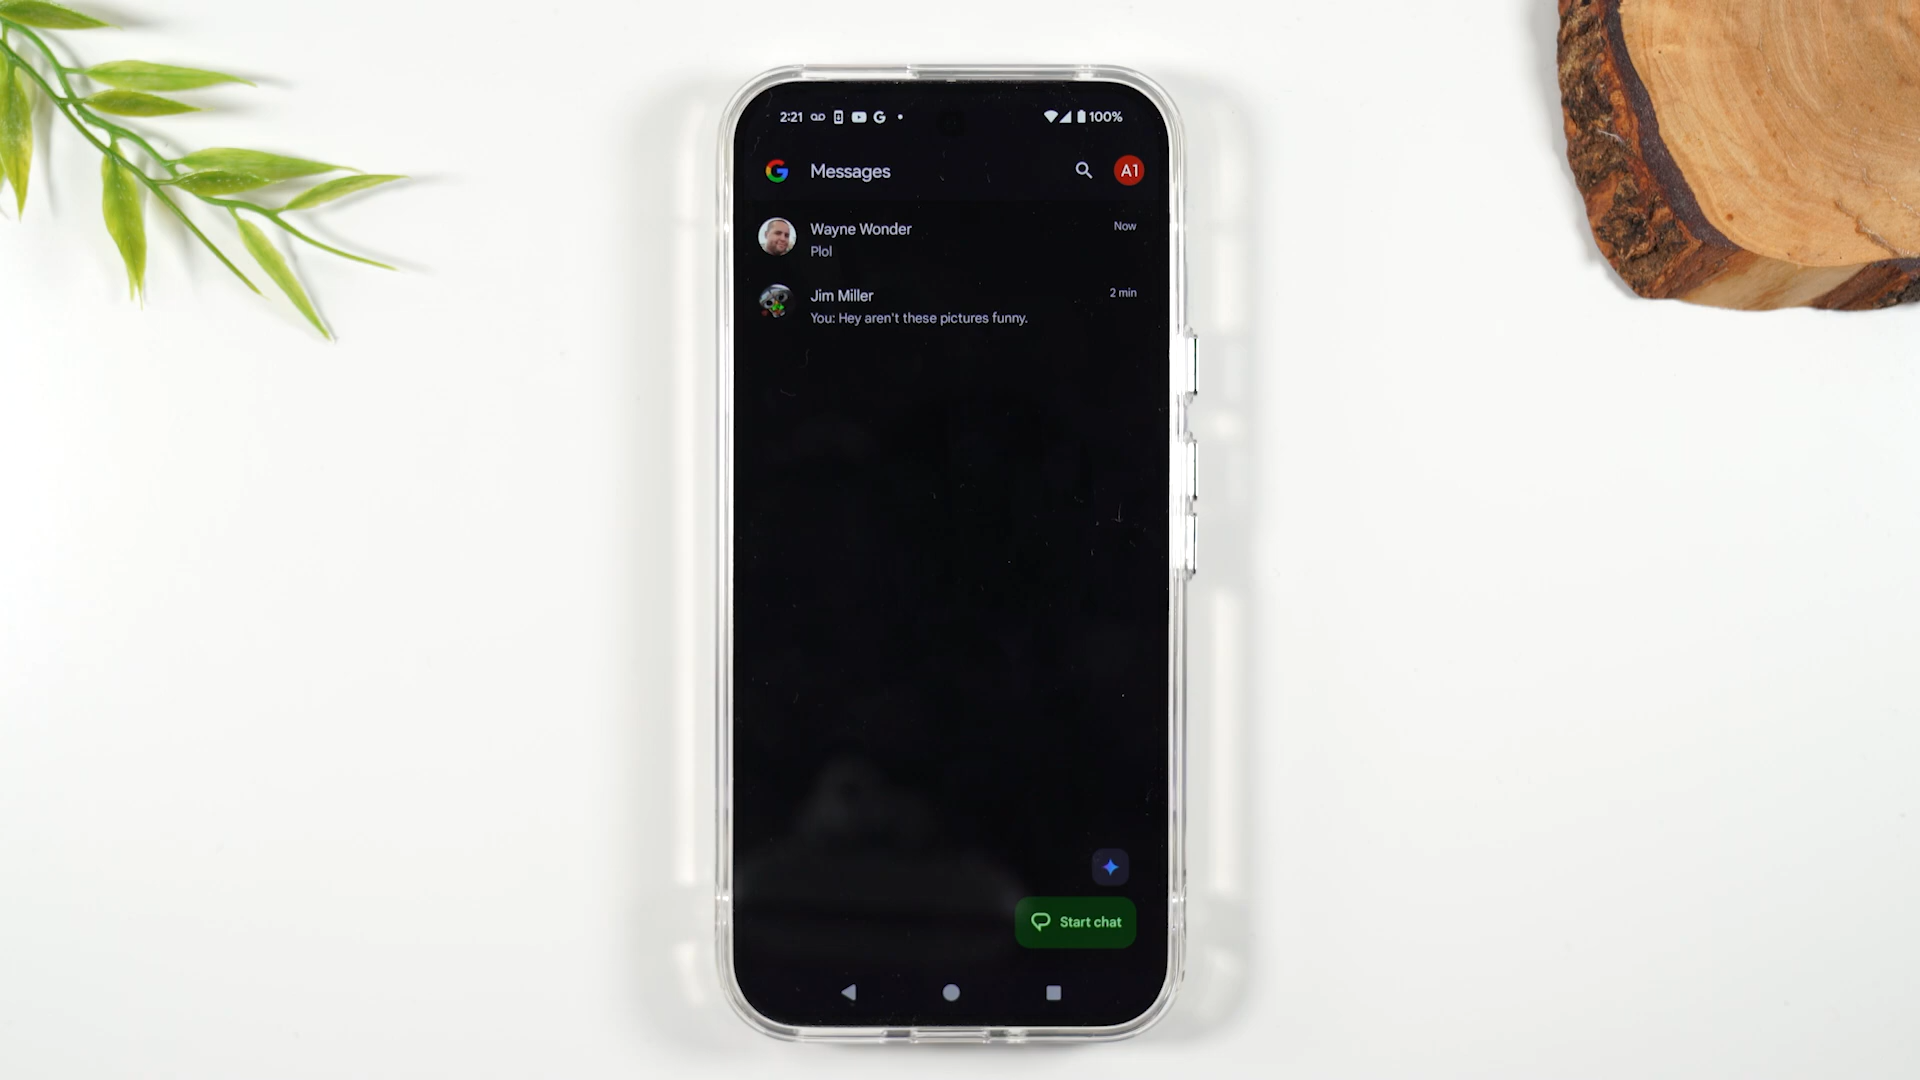 2:21
100%
Messages
A1
Wayne Wonder
Now
Plol
Jim Miller
2 min
You: Hey aren't these pictures funny.
Start chat